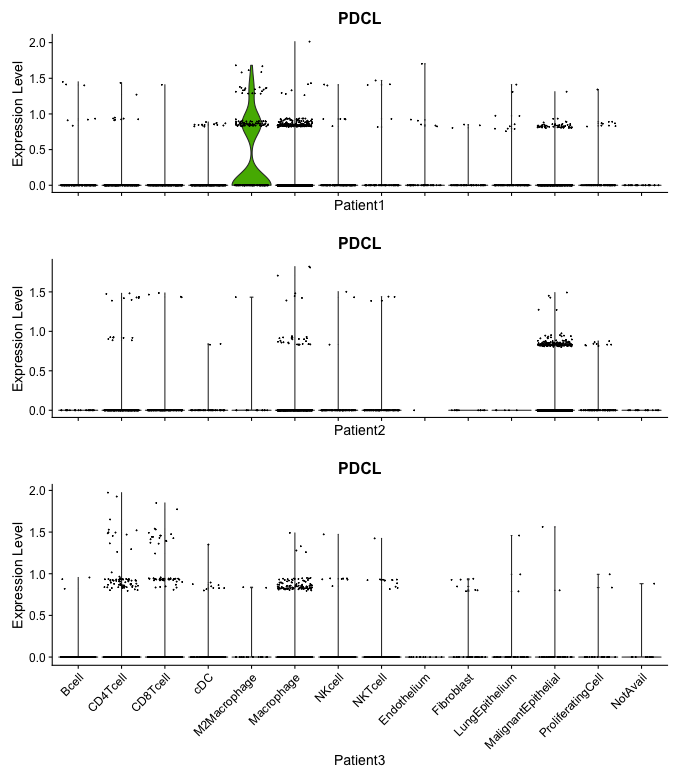 PDCL
Expression Level
2.0
1.5
1.0
0.5
0.0
Patient1
PDCL
Expression Level
1.5
1.0
0.5
0.0
Patient2
PDCL
Expression Level
2.0
1.5
1.0
0.5
0.0
Bcell
CD4Tcell
CD8Tcell
cDC
M2Macrophage
Macrophage
NKcell
NKTcell
Endothelium
Fibroblast
LungEpithelium
MalignantEpithelial
ProliferatingCell
NotAvail
Patient3